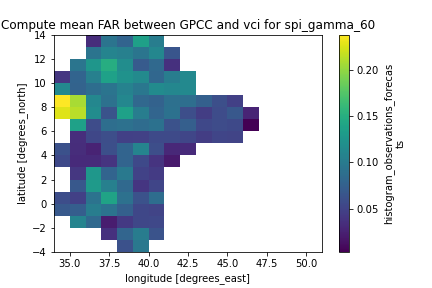 Compute mean FAR between GPCC and vci for spi_gamma_60
14
12
10
8
6
4
2
0
−2
−4
latitude [degrees_north]
35.0 37.5 40.0 42.5 45.0 47.5 50.0
longitude [degrees_east]
0.20
0.15
0.10
0.05
histogram_observations_forecas
ts